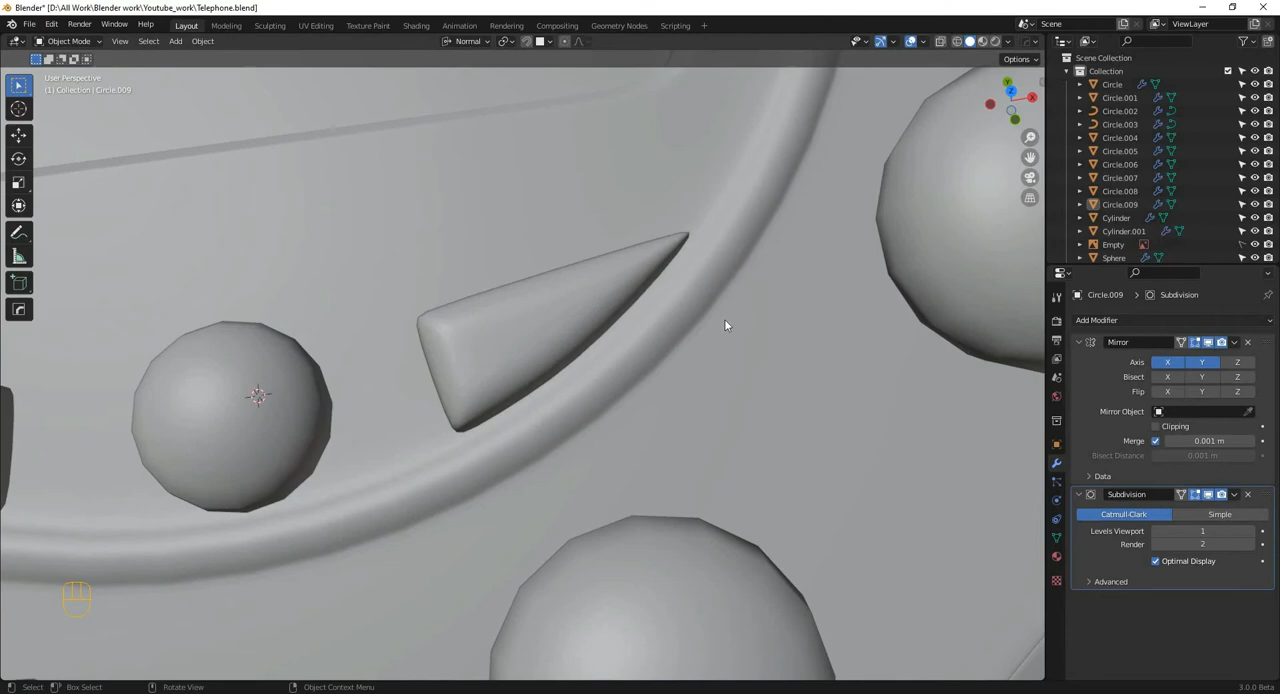 Blender* [D:\All Work\Blender work\Youtube_work\Telephone.blend]
File Edit Render Window Help Layout Modeling Sculpting UV Editing Texture Paint Shading Animation Rendering Compositing Geometry Nodes Scripting + Scene ViewLayer
Object Mode View Select Add Object Normal
Options
User Perspective
(1) Collection | Circle.009
Y
Z
X
Scene Collection
Collection
Circle
Circle.001
Circle.002
Circle.003
Circle.004
Circle.005
Circle.006
Circle.007
Circle.008
Circle.009
Cylinder
Cylinder.001
Empty
Sphere
Circle.009 > Subdivision
Add Modifier
Mirror
Axis X Y Z
Bisect X Y Z
Flip X Y Z
Mirror Object
Clipping
Merge 0.001 m
Bisect Distance 0.001 m
Data
Subdivision
Catmull-Clark Simple
Levels Viewport 1
Render 2
Optimal Display
Advanced
Select Box Select Rotate View Object Context Menu 3.0.0 Beta